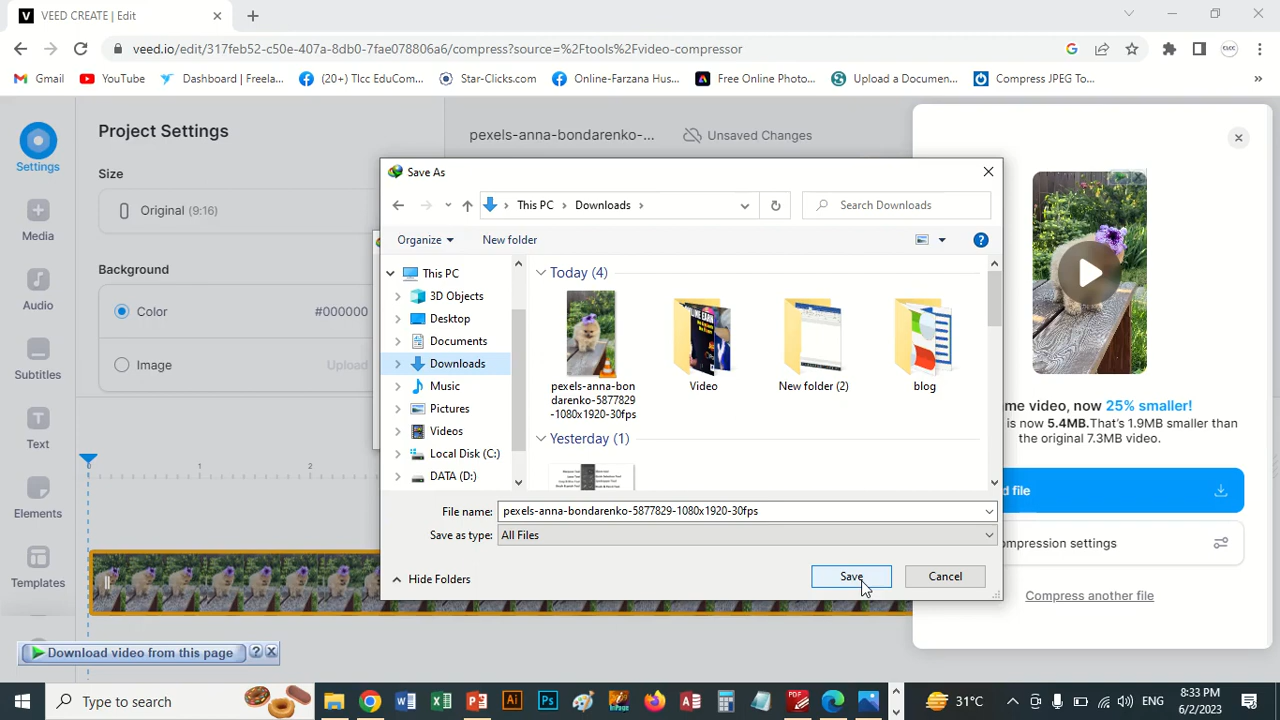 VEED CREATE | Edit
veed.io/edit/317feb52-c50e-407a-8db0-7fae078806a6/compress?source=%2Ftools%2Fvideo-compressor
Gmail
YouTube
Dashboard | Freela...
(20+) Tlcc EduCom...
Star-Clicks.com
Online-Farzana Hus...
Free Online Photo...
Upload a Documen...
Compress JPEG To...
»
Project Settings
pexels-anna-bondarenko-...
Unsaved Changes
Settings
Size
Original (9:16)
Media
Background
Color
#000000
Audio
Image
Upload
Subtitles
Text
Elements
Templates
0
1
2
Save As
This PC
Downloads
Search Downloads
Organize
New folder
This PC
3D Objects
Desktop
Documents
Downloads
Music
Pictures
Videos
Local Disk (C:)
DATA (D:)
Today (4)
pexels-anna-bon
darenko-5877829
-1080x1920-30fps
Video
New folder (2)
blog
Yesterday (1)
File name:
pexels-anna-bondarenko-5877829-1080x1920-30fps
Save as type:
All Files
Hide Folders
Save
Cancel
me video, now 25% smaller!
is now 5.4MB.That's 1.9MB smaller than
the original 7.3MB video.
d file
ompression settings
Compress another file
Download video from this page
?
Type here to search
31°C
ENG
8:33 PM
6/2/2023